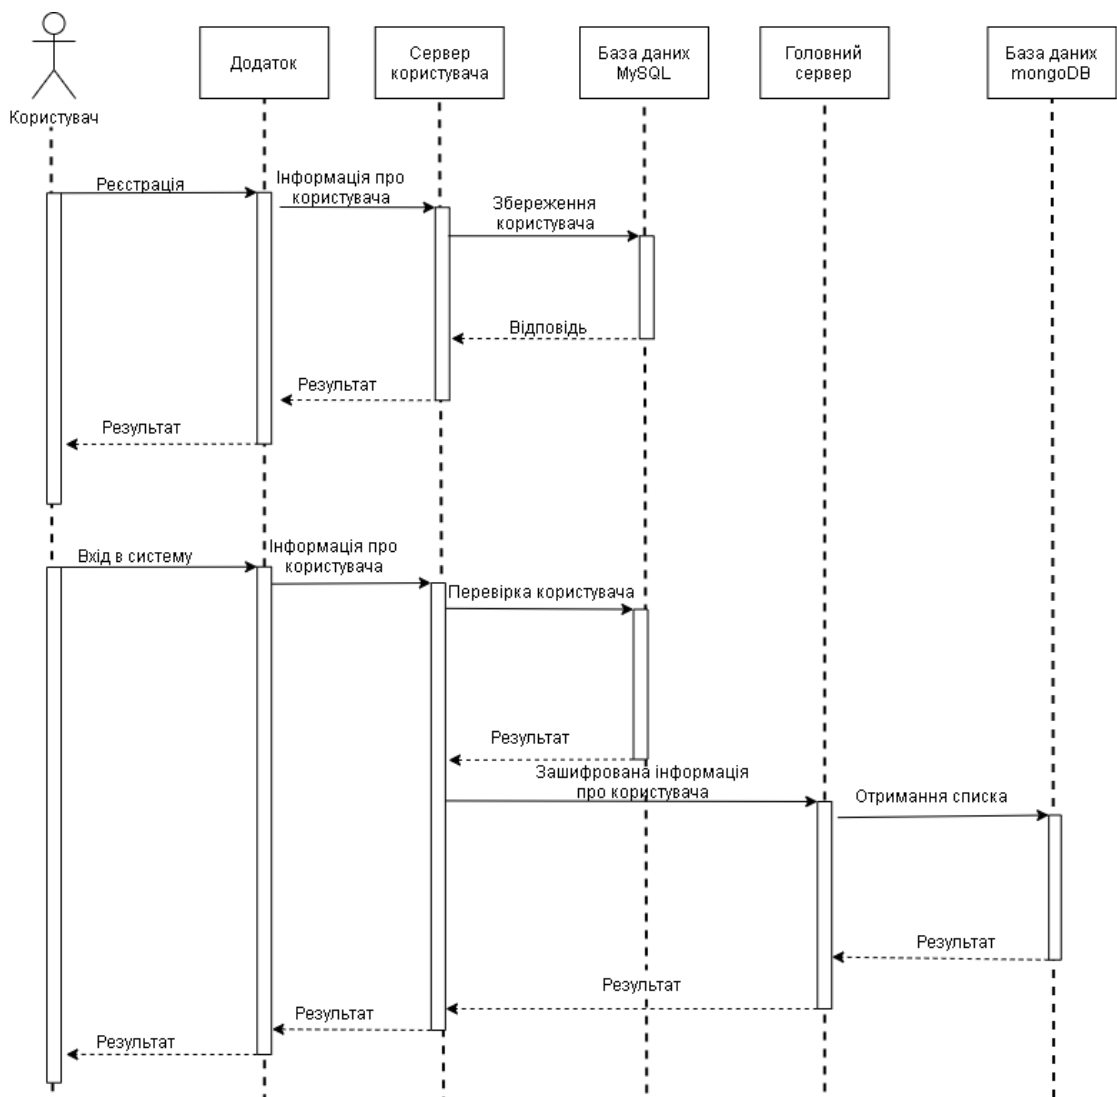 Користувач
Додаток
Сервер
користувача
База даних
MySQL
Головний
сервер
База даних
mongoDB
Реєстрація
Інформація про
користувача
Збереження
користувача
Відповідь
Результат
Результат
Вхід в систему
Інформація про
користувача
Перевірка користувача
Результат
Зашифрована інформація
про користувача
Отримання списка
Результат
Результат
Результат
Результат